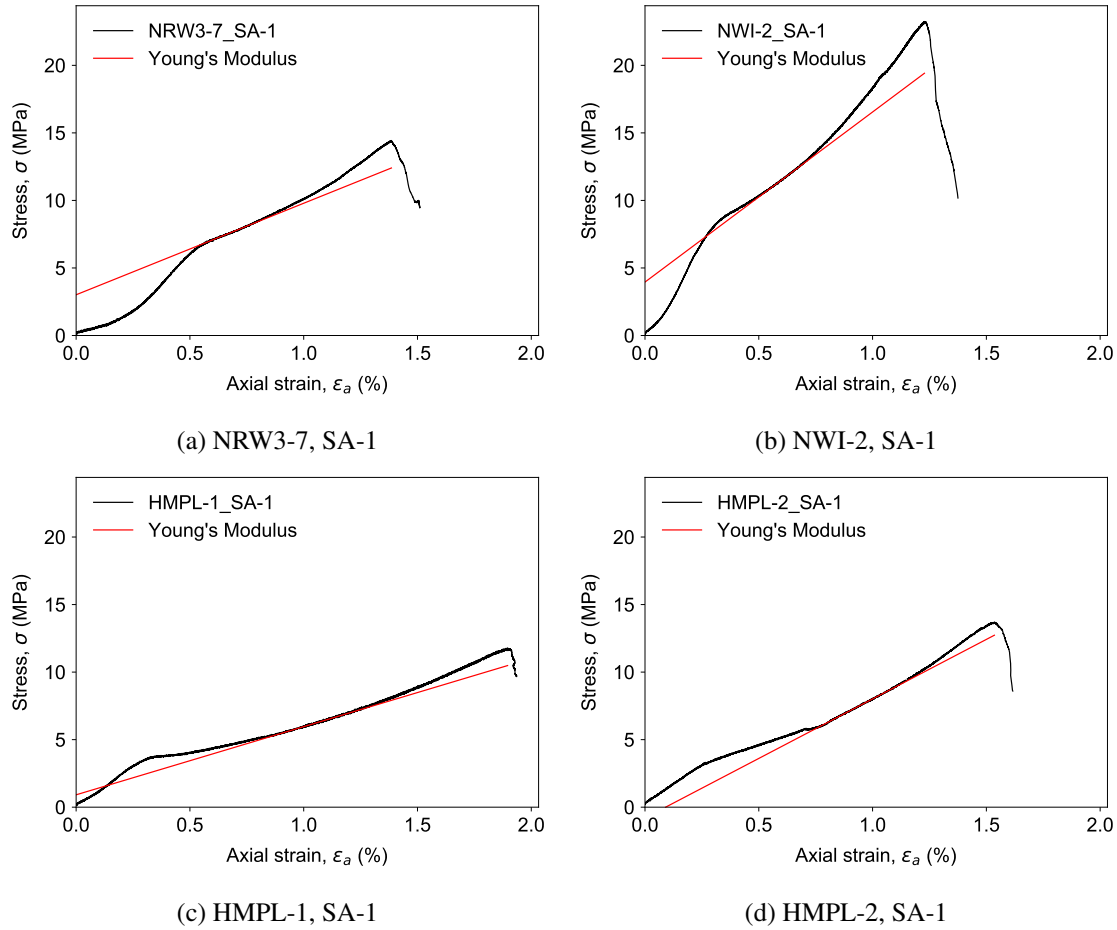 NRW3-7_SA-1
Young's Modulus
20
15
10
5
0
Stress, σ (MPa)
0.0 0.5 1.0 1.5 2.0
Axial strain, εₐ (%)
(a) NRW3-7, SA-1
NWI-2_SA-1
Young's Modulus
20
15
10
5
0
Stress, σ (MPa)
0.0 0.5 1.0 1.5 2.0
Axial strain, εₐ (%)
(b) NWI-2, SA-1
HMPL-1_SA-1
Young's Modulus
20
15
10
5
0
Stress, σ (MPa)
0.0 0.5 1.0 1.5 2.0
Axial strain, εₐ (%)
(c) HMPL-1, SA-1
HMPL-2_SA-1
Young's Modulus
20
15
10
5
0
Stress, σ (MPa)
0.0 0.5 1.0 1.5 2.0
Axial strain, εₐ (%)
(d) HMPL-2, SA-1